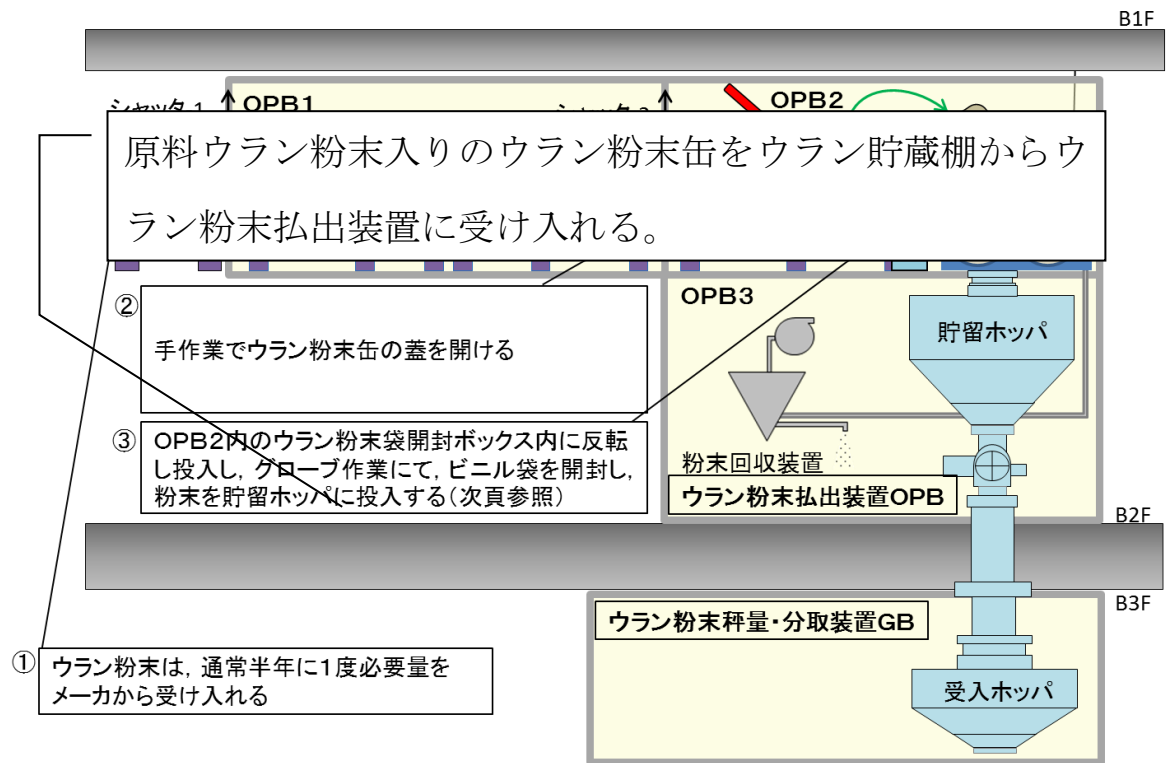 B1F
シャッタ 1
OPB1
OPB2
原料ウラン粉末入りのウラン粉末缶をウラン貯蔵棚からウ
ラン粉末払出装置に受け入れる。
②
手作業でウラン粉末缶の蓋を開ける
③
OPB2内のウラン粉末袋開封ボックス内に反転
し投入し，グローブ作業にて，ビニル袋を開封し，
粉末を貯留ホッパに投入する（次頁参照）
OPB3
貯留ホッパ
粉末回収装置
ウラン粉末払出装置OPB
B2F
B3F
ウラン粉末秤量・分取装置GB
受入ホッパ
①
ウラン粉末は，通常半年に1度必要量を
メーカから受け入れる